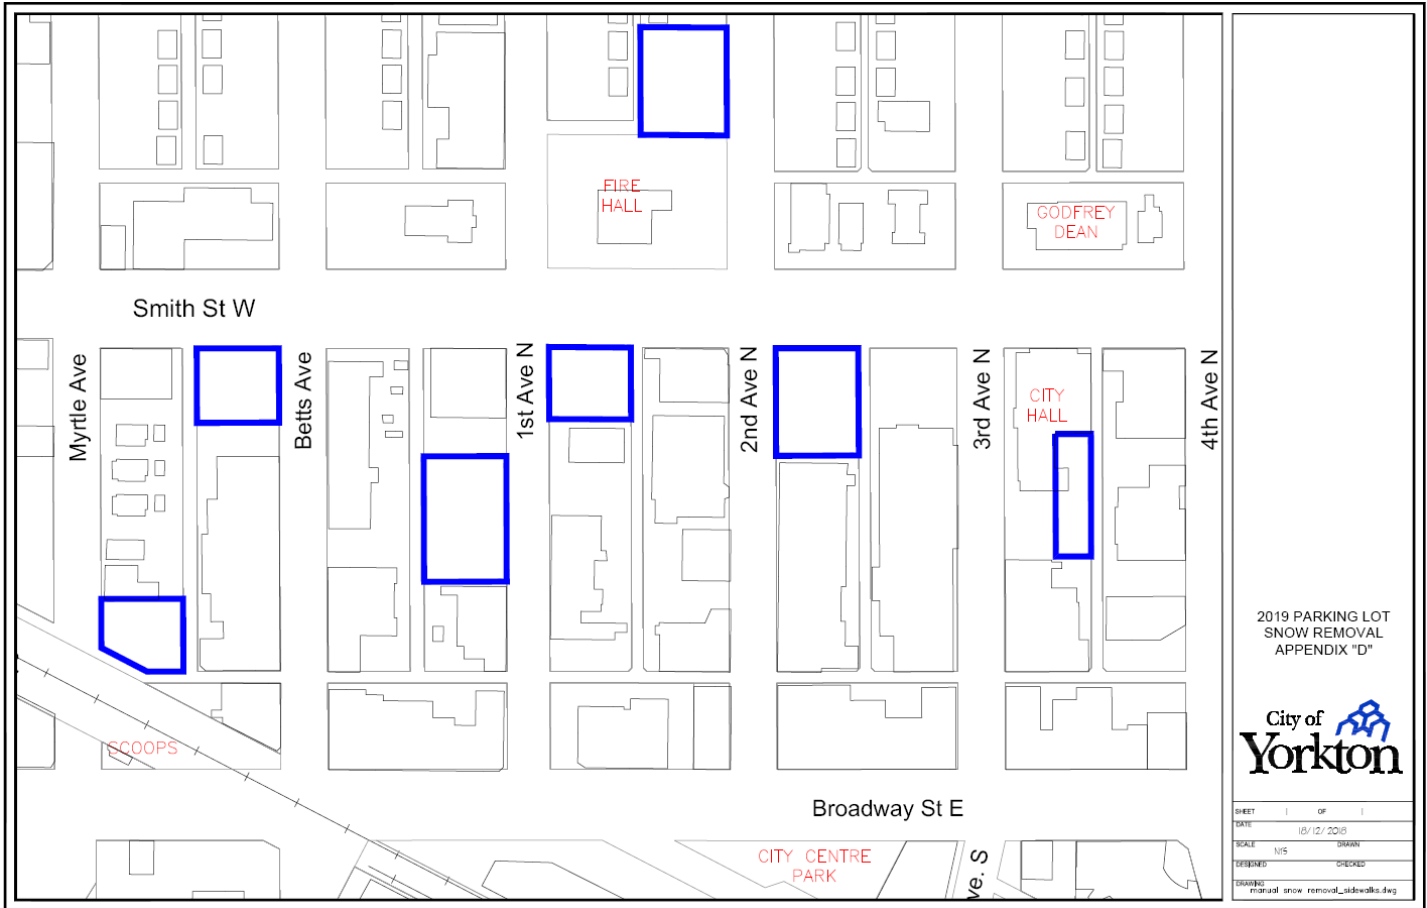 FIRE
HALL
GODFREY
DEAN
Smith St W
Myrtle Ave
Betts Ave
1st Ave N
2nd Ave N
3rd Ave N
4th Ave N
CITY
HALL
SCOOPS
Broadway St E
CITY CENTRE
PARK
ve. S
2019 PARKING LOT
SNOW REMOVAL
APPENDIX "D"
City of
Yorkton
SHEET OF
DATE 18/12/2018
SCALE NTS DRAWN
DESIGNED CHECKED
DRAWING
manual snow removal_sidewalks.dwg